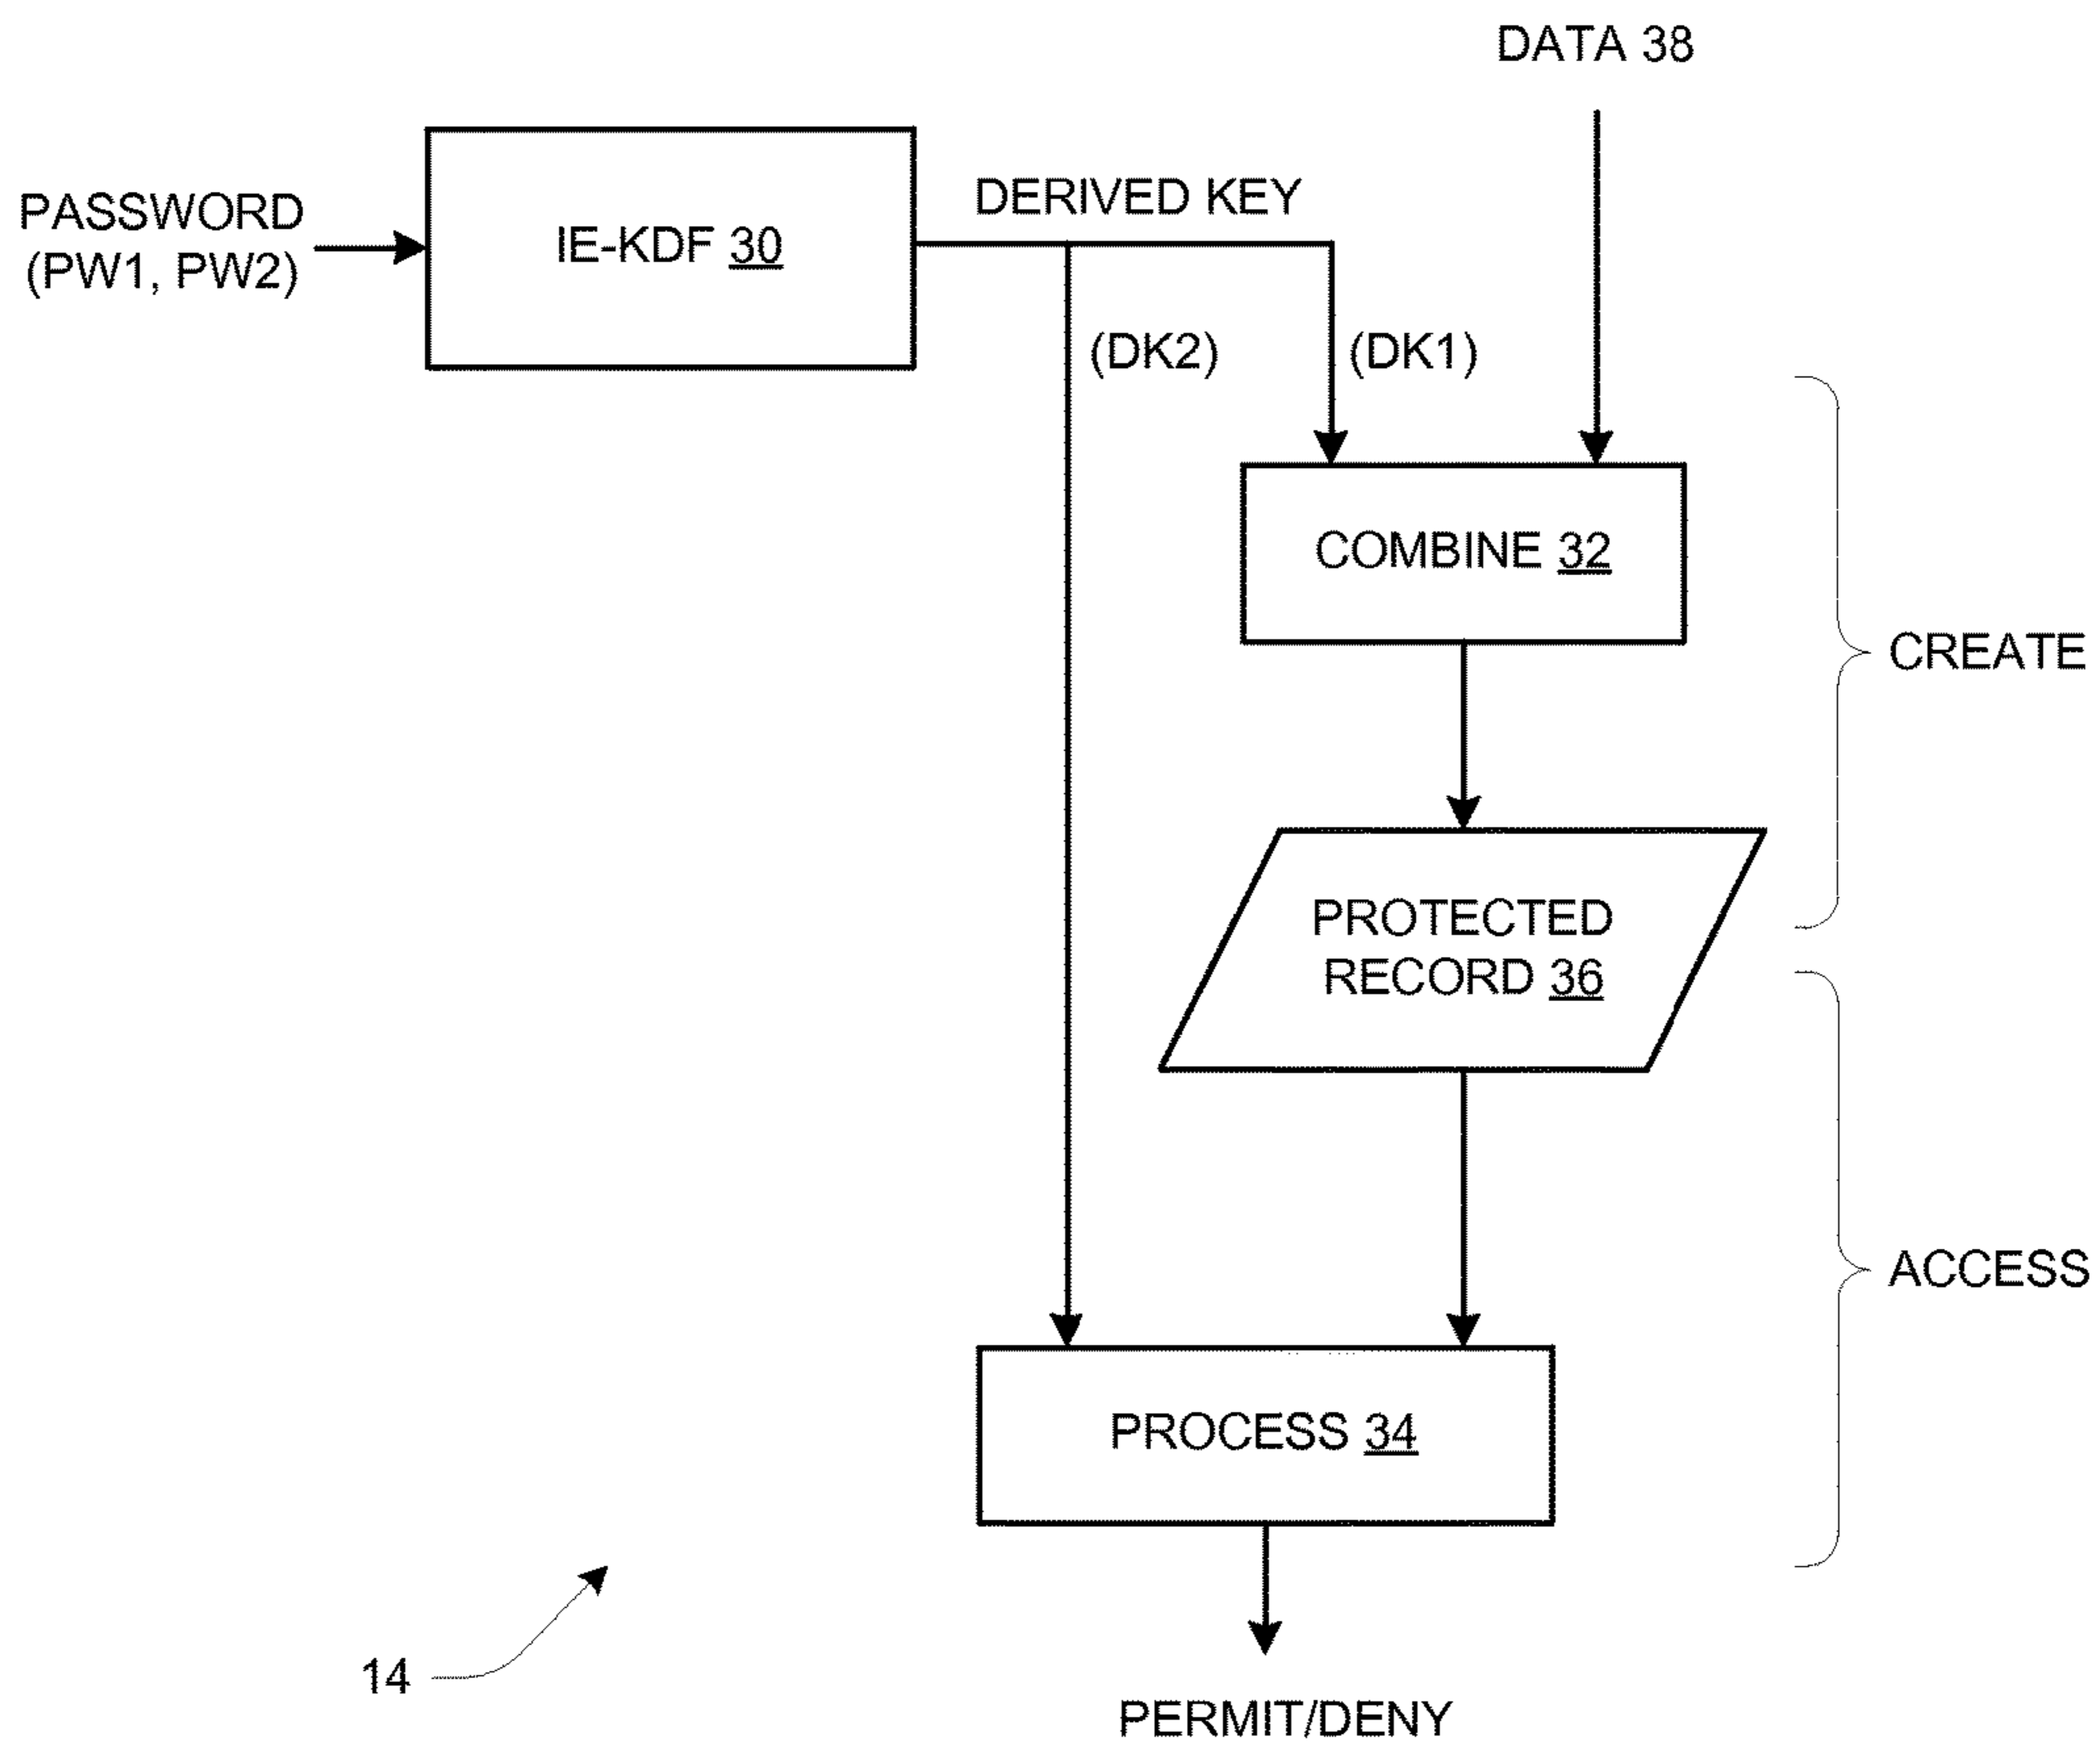 DATA 38
PASSWORD
(PW1, PW2)
IE-KDF 30
DERIVED KEY
(DK2)
(DK1)
COMBINE 32
CREATE
PROTECTED
RECORD 36
ACCESS
PROCESS 34
14
PERMIT/DENY